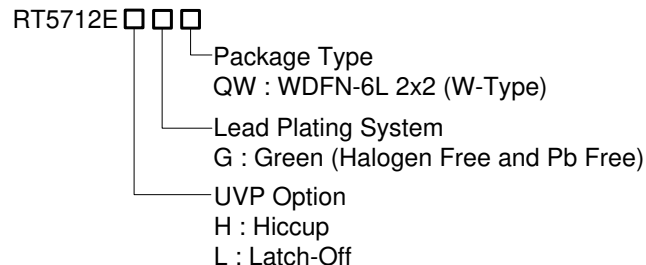 RT5712E□□□
Package Type
QW : WDFN-6L 2x2 (W-Type)
Lead Plating System
G : Green (Halogen Free and Pb Free)
UVP Option
H : Hiccup
L : Latch-Off